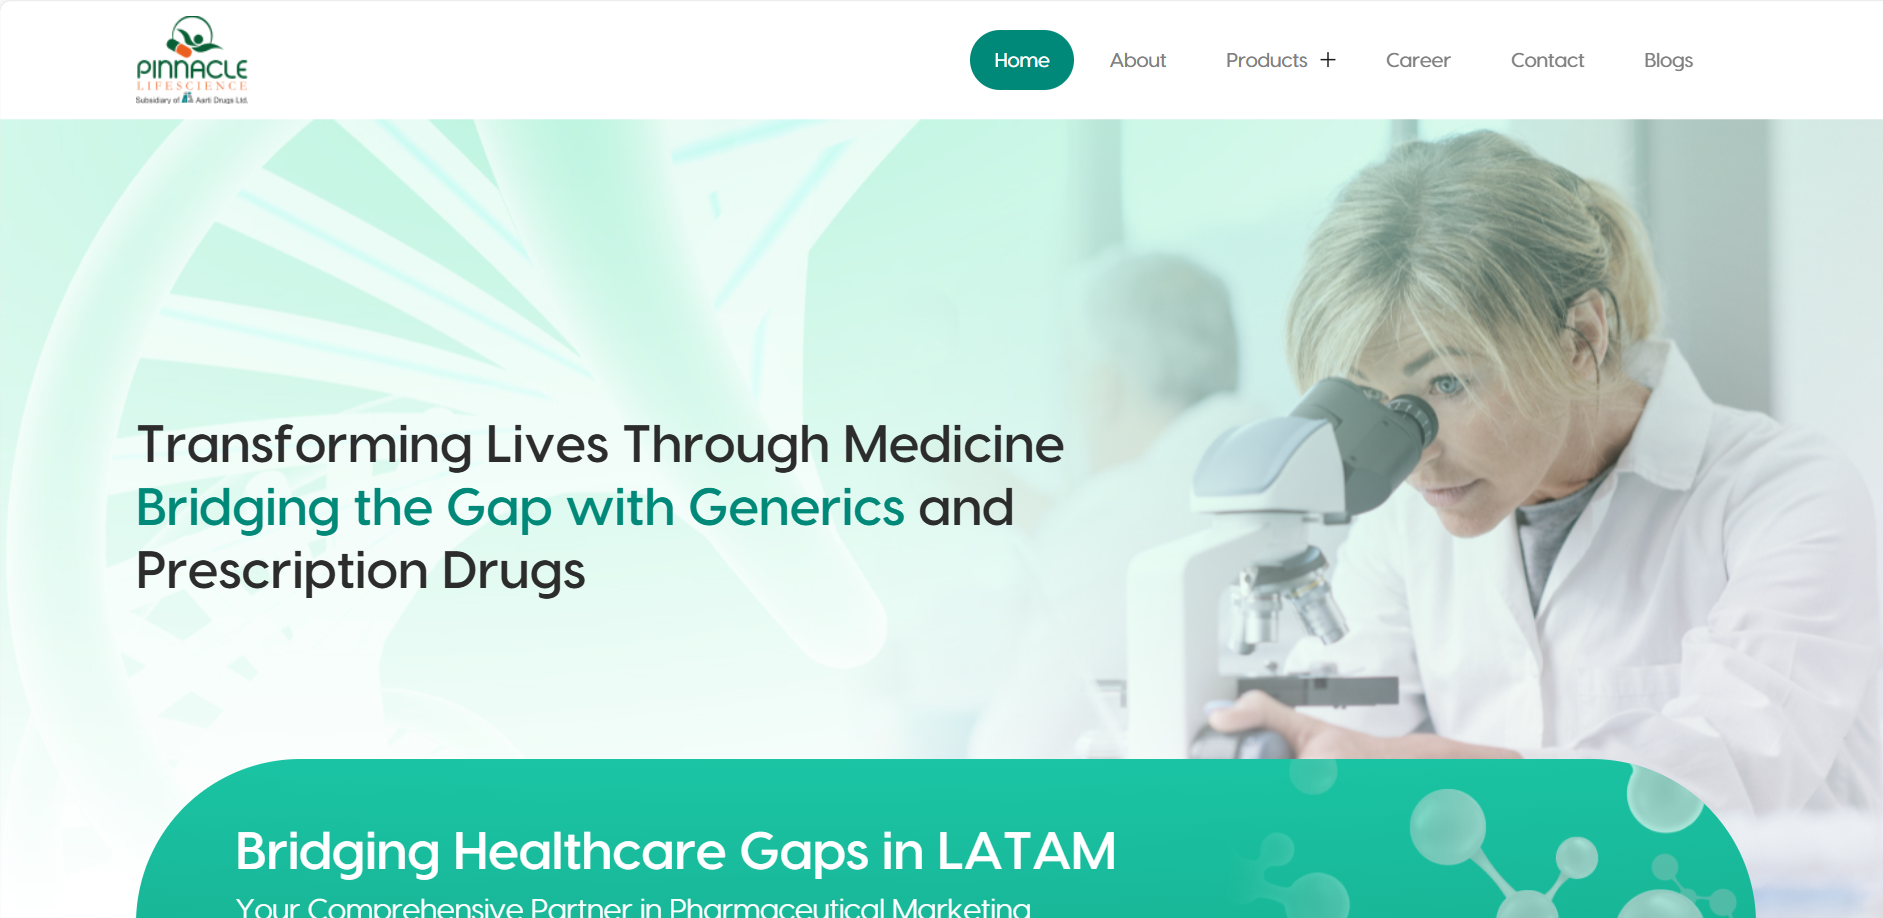 PINNACLE
LIFESCIENCE
Subsidiary of Aarti Drugs Ltd.
Home
About
Products +
Career
Contact
Blogs
Transforming Lives Through Medicine
Bridging the Gap with Generics and
Prescription Drugs
Bridging Healthcare Gaps in LATAM
Your Comprehensive Partner in Pharmaceutical Marketing